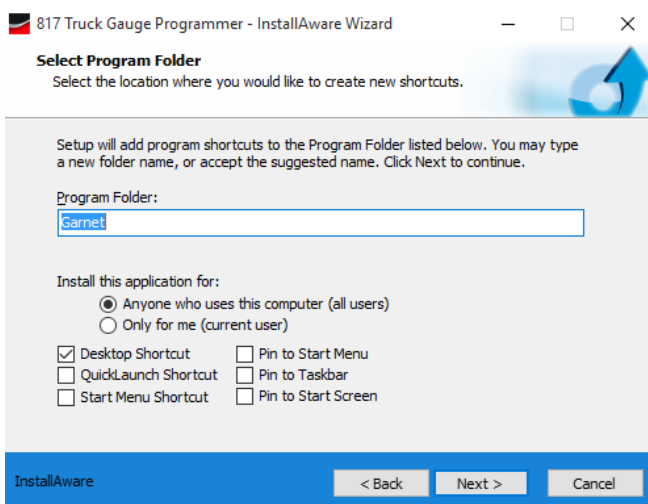 817 Truck Gauge Programmer - InstallAware Wizard
Select Program Folder
Select the location where you would like to create new shortcuts.
Setup will add program shortcuts to the Program Folder listed below. You may type
a new folder name, or accept the suggested name. Click Next to continue.
Program Folder:
Garnet
Install this application for:
Anyone who uses this computer (all users)
Only for me (current user)
Desktop Shortcut Pin to Start Menu
QuickLaunch Shortcut Pin to Taskbar
Start Menu Shortcut Pin to Start Screen
InstallAware < Back Next > Cancel